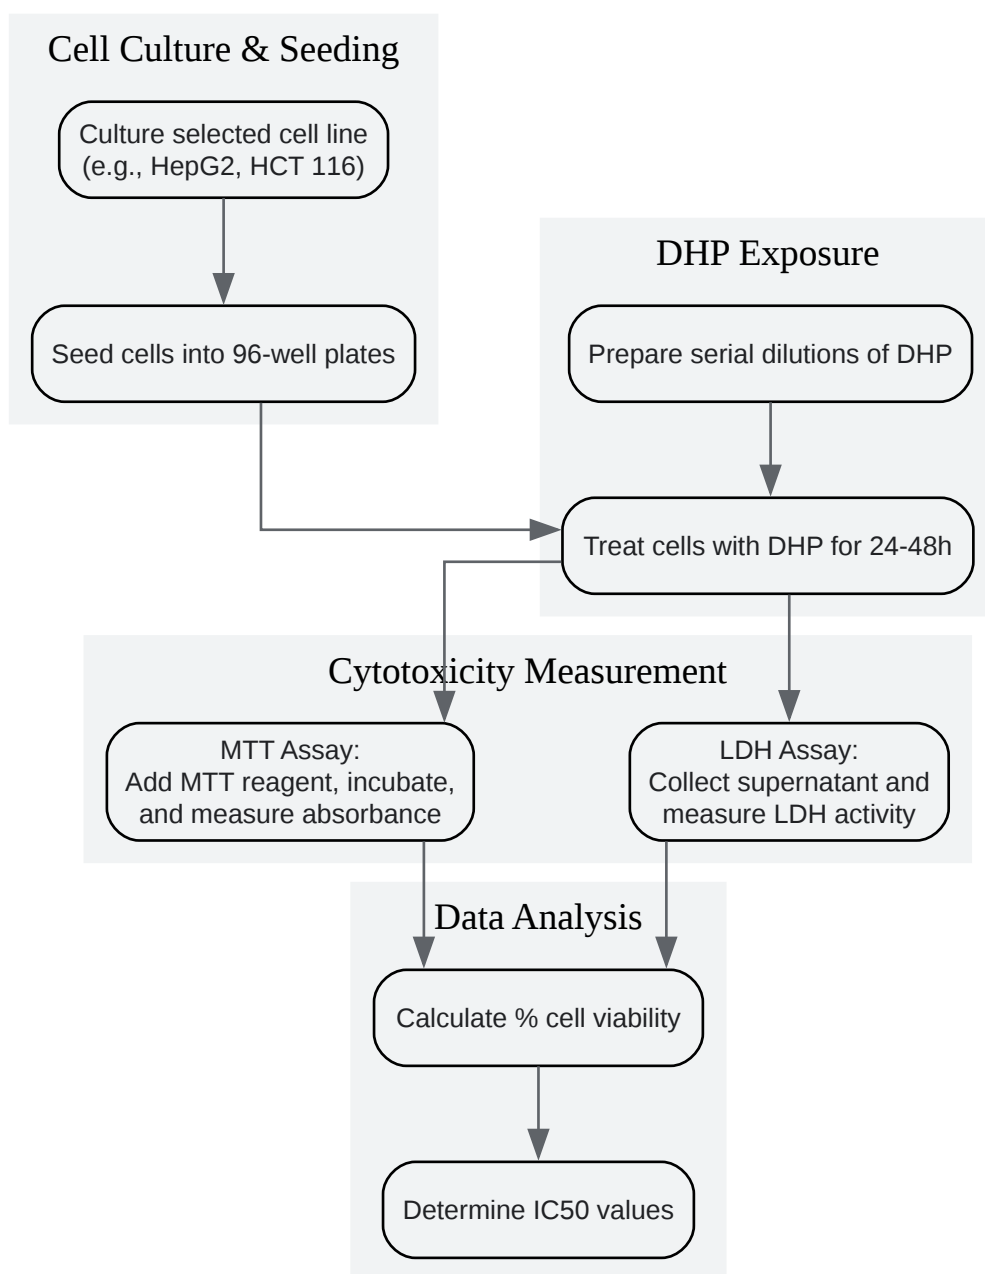 Cell Culture & Seeding
Culture selected cell line
(e.g., HepG2, HCT 116)
Seed cells into 96-well plates
DHP Exposure
Prepare serial dilutions of DHP
Treat cells with DHP for 24-48h
Cytotoxicity Measurement
MTT Assay:
Add MTT reagent, incubate,
and measure absorbance
LDH Assay:
Collect supernatant and
measure LDH activity
Data Analysis
Calculate % cell viability
Determine IC50 values